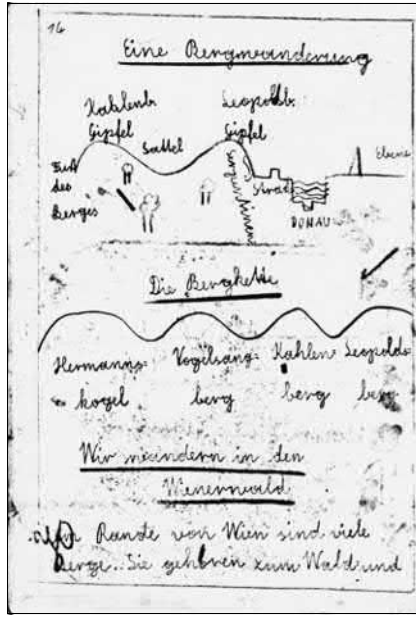 16
Eine Bergwanderung
Kahlenb. Leopoldb.
Gipfel Gipfel
Sattel
Fuß des Berges
Serpentinen
Straße
Ebene
DONAU
Die Bergkette
Hermanns- Vogelsang- Kahlen- Leopolds-
kogel berg berg berg
Wir wandern in den
Wienerwald
Am Rande von Wien sind viele
Berge. Sie gehören zum Wald und